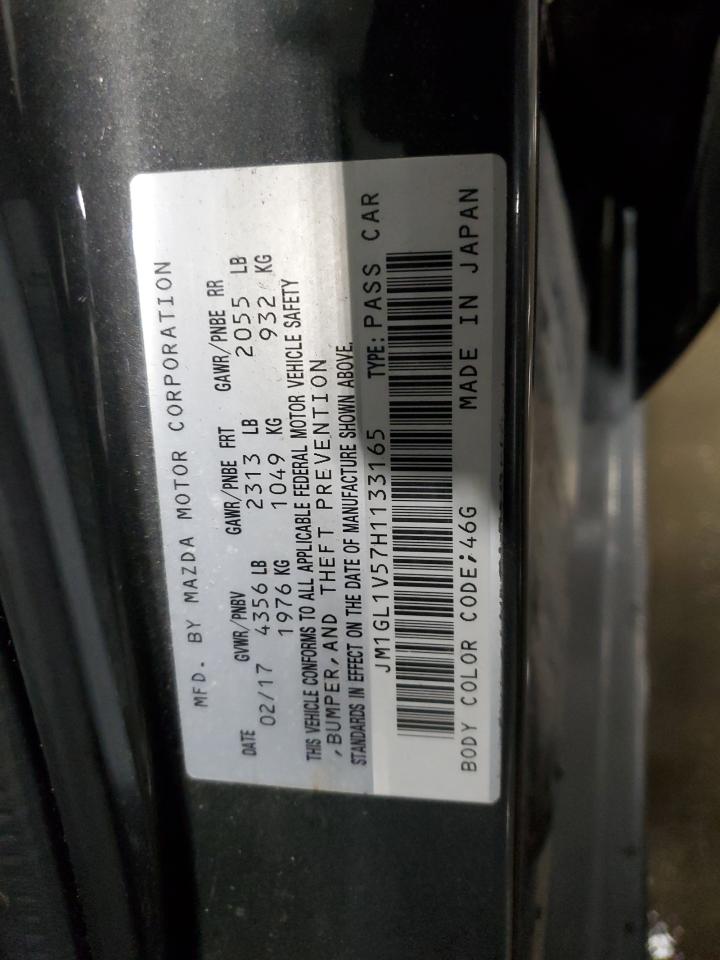 MFD. BY MAZDA MOTOR CORPORATION
DATE GVWR/PNBV GAWR/PNBE FRT GAWR/PNBE RR
02/17 4356 LB 2313 LB 2055 LB
1976 KG 1049 KG 932 KG
THIS VEHICLE CONFORMS TO ALL APPLICABLE FEDERAL MOTOR VEHICLE SAFETY
,BUMPER,AND THEFT PREVENTION
STANDARDS IN EFFECT ON THE DATE OF MANUFACTURE SHOWN ABOVE.
JM1GL1V57H1133165 TYPE: PASS CAR
BODY COLOR CODE;46G MADE IN JAPAN